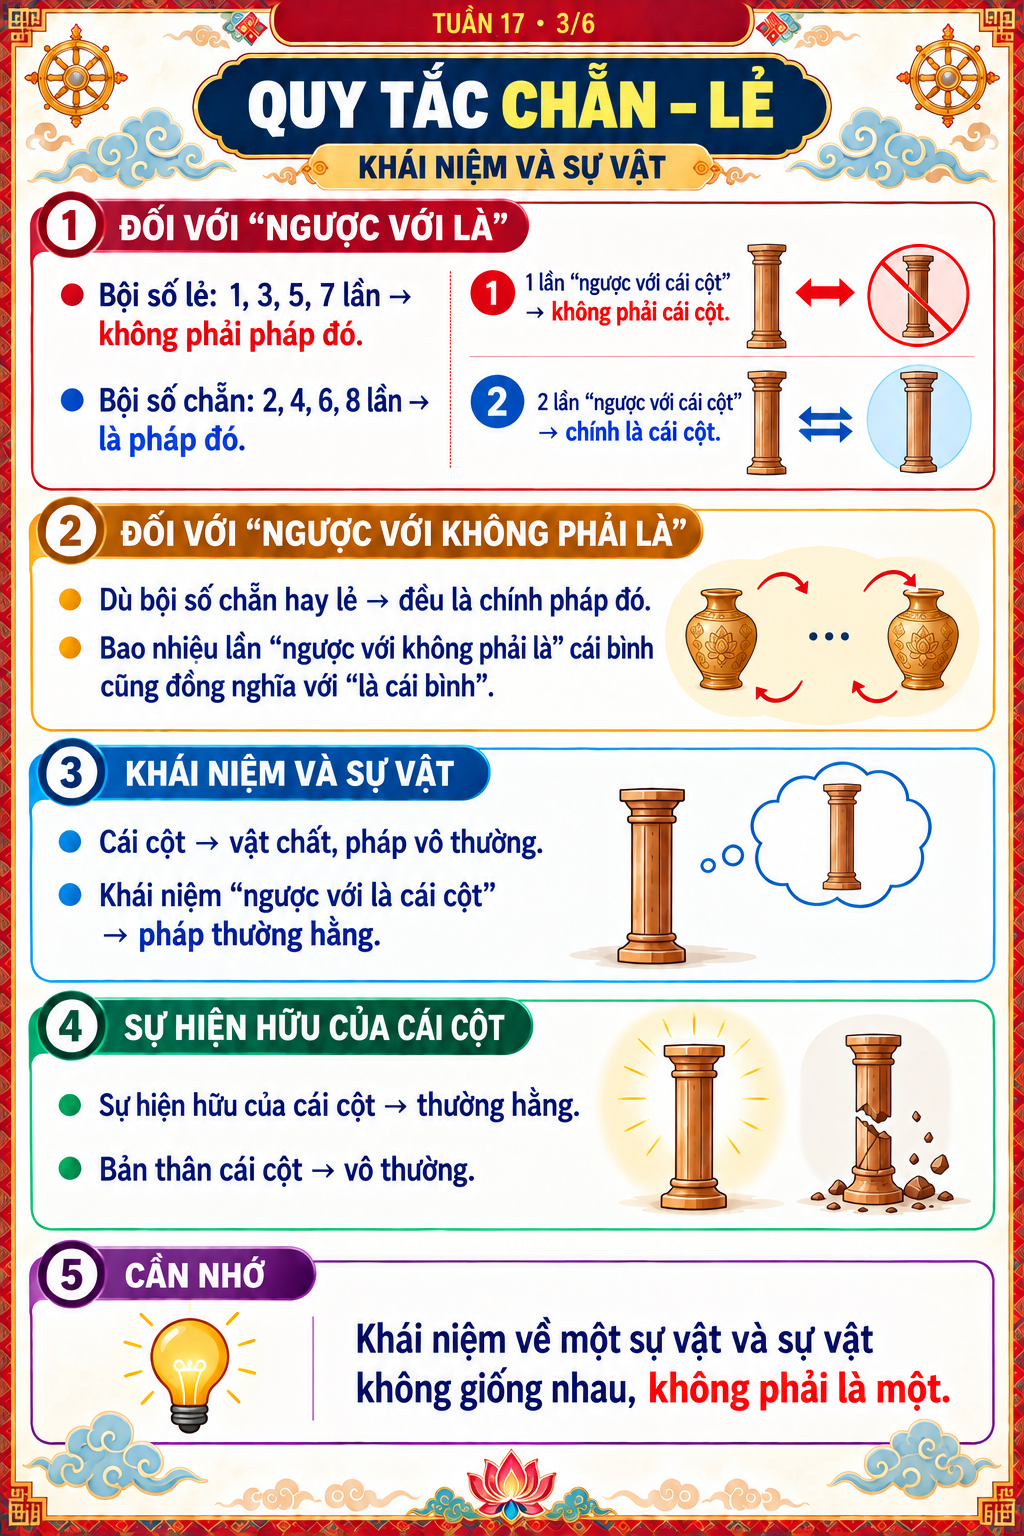 TUẦN 17 • 3/6
QUY TẮC CHẴN – LẺ
KHÁI NIỆM VÀ SỰ VẬT
1 ĐỐI VỚI “NGƯỢC VỚI LÀ”
Bội số lẻ: 1, 3, 5, 7 lần →
không phải pháp đó.
Bội số chẵn: 2, 4, 6, 8 lần →
là pháp đó.
1 1 lần “ngược với cái cột”
→ không phải cái cột.
2 2 lần “ngược với cái cột”
→ chính là cái cột.
2 ĐỐI VỚI “NGƯỢC VỚI KHÔNG PHẢI LÀ”
Dù bội số chẵn hay lẻ → đều là chính pháp đó.
Bao nhiệu lần “ngược với không phải là” cái bình
cũng đồng nghĩa với “là cái bình”.
3 KHÁI NIỆM VÀ SỰ VẬT
Cái cột → vật chất, pháp vô thường.
Khái niệm “ngược với là cái cột”
→ pháp thường hằng.
4 SỰ HIỆN HỮU CỦA CÁI CỘT
Sự hiện hữu của cái cột → thường hằng.
Bản thân cái cột → vô thường.
5 CẦN NHỚ
Khái niệm về một sự vật và sự vật
không giống nhau, không phải là một.